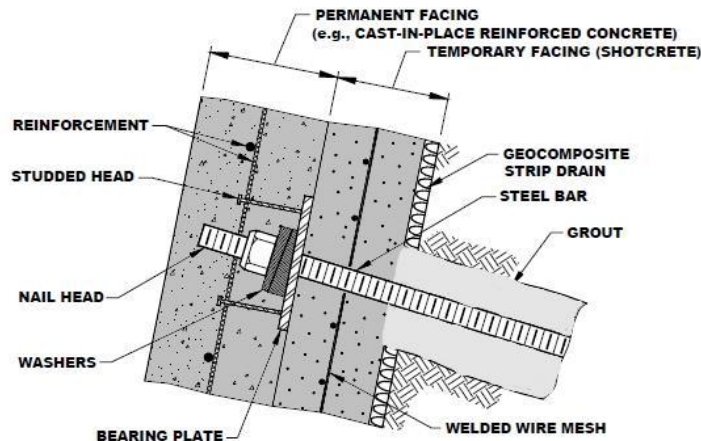 PERMANENT FACING
(e.g., CAST-IN-PLACE REINFORCED CONCRETE)
TEMPORARY FACING (SHOTCRETE)
REINFORCEMENT
STUDDED HEAD
GEOCOMPOSITE
STRIP DRAIN
STEEL BAR
GROUT
NAIL HEAD
WASHERS
BEARING PLATE
WELDED WIRE MESH